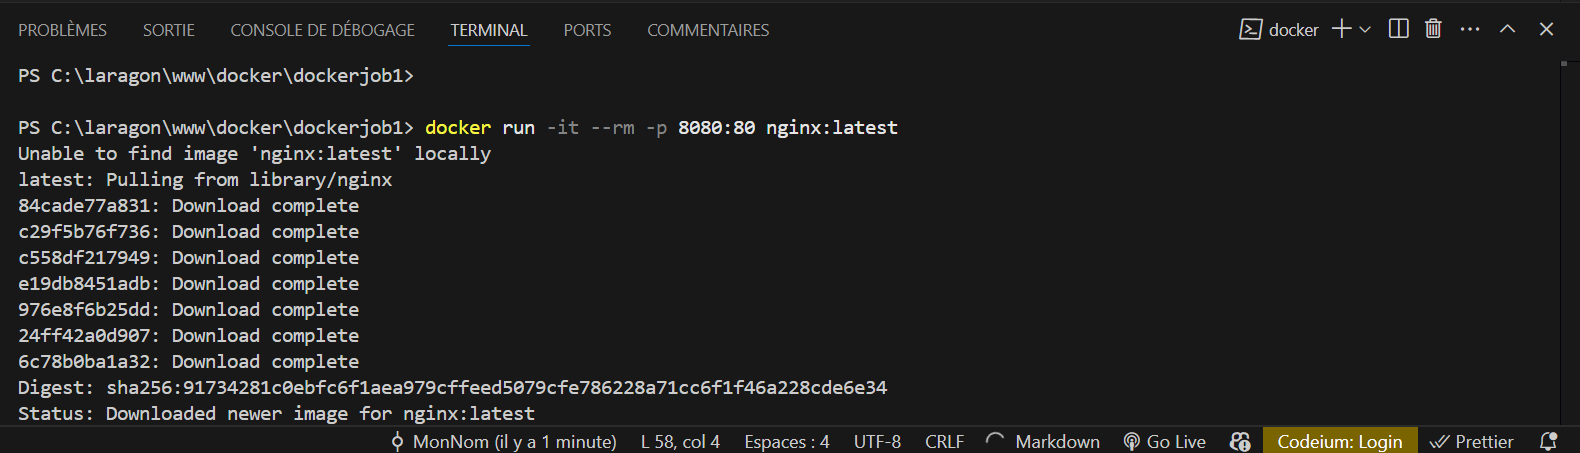 PROBLÈMES SORTIE CONSOLE DE DÉBOGAGE TERMINAL PORTS COMMENTAIRES docker
PS C:\laragon\www\docker\dockerjob1>
PS C:\laragon\www\docker\dockerjob1> docker run -it --rm -p 8080:80 nginx:latest
Unable to find image 'nginx:latest' locally
latest: Pulling from library/nginx
84cade77a831: Download complete
c29f5b76f736: Download complete
c558df217949: Download complete
e19db8451adb: Download complete
976e8f6b25dd: Download complete
24ff42a0d907: Download complete
6c78b0ba1a32: Download complete
Digest: sha256:91734281c0ebfc6f1aea979cffeed5079cfe786228a71cc6f1f46a228cde6e34
Status: Downloaded newer image for nginx:latest
MonNom (il y a 1 minute) L 58, col 4 Espaces : 4 UTF-8 CRLF Markdown Go Live Codeium: Login Prettier